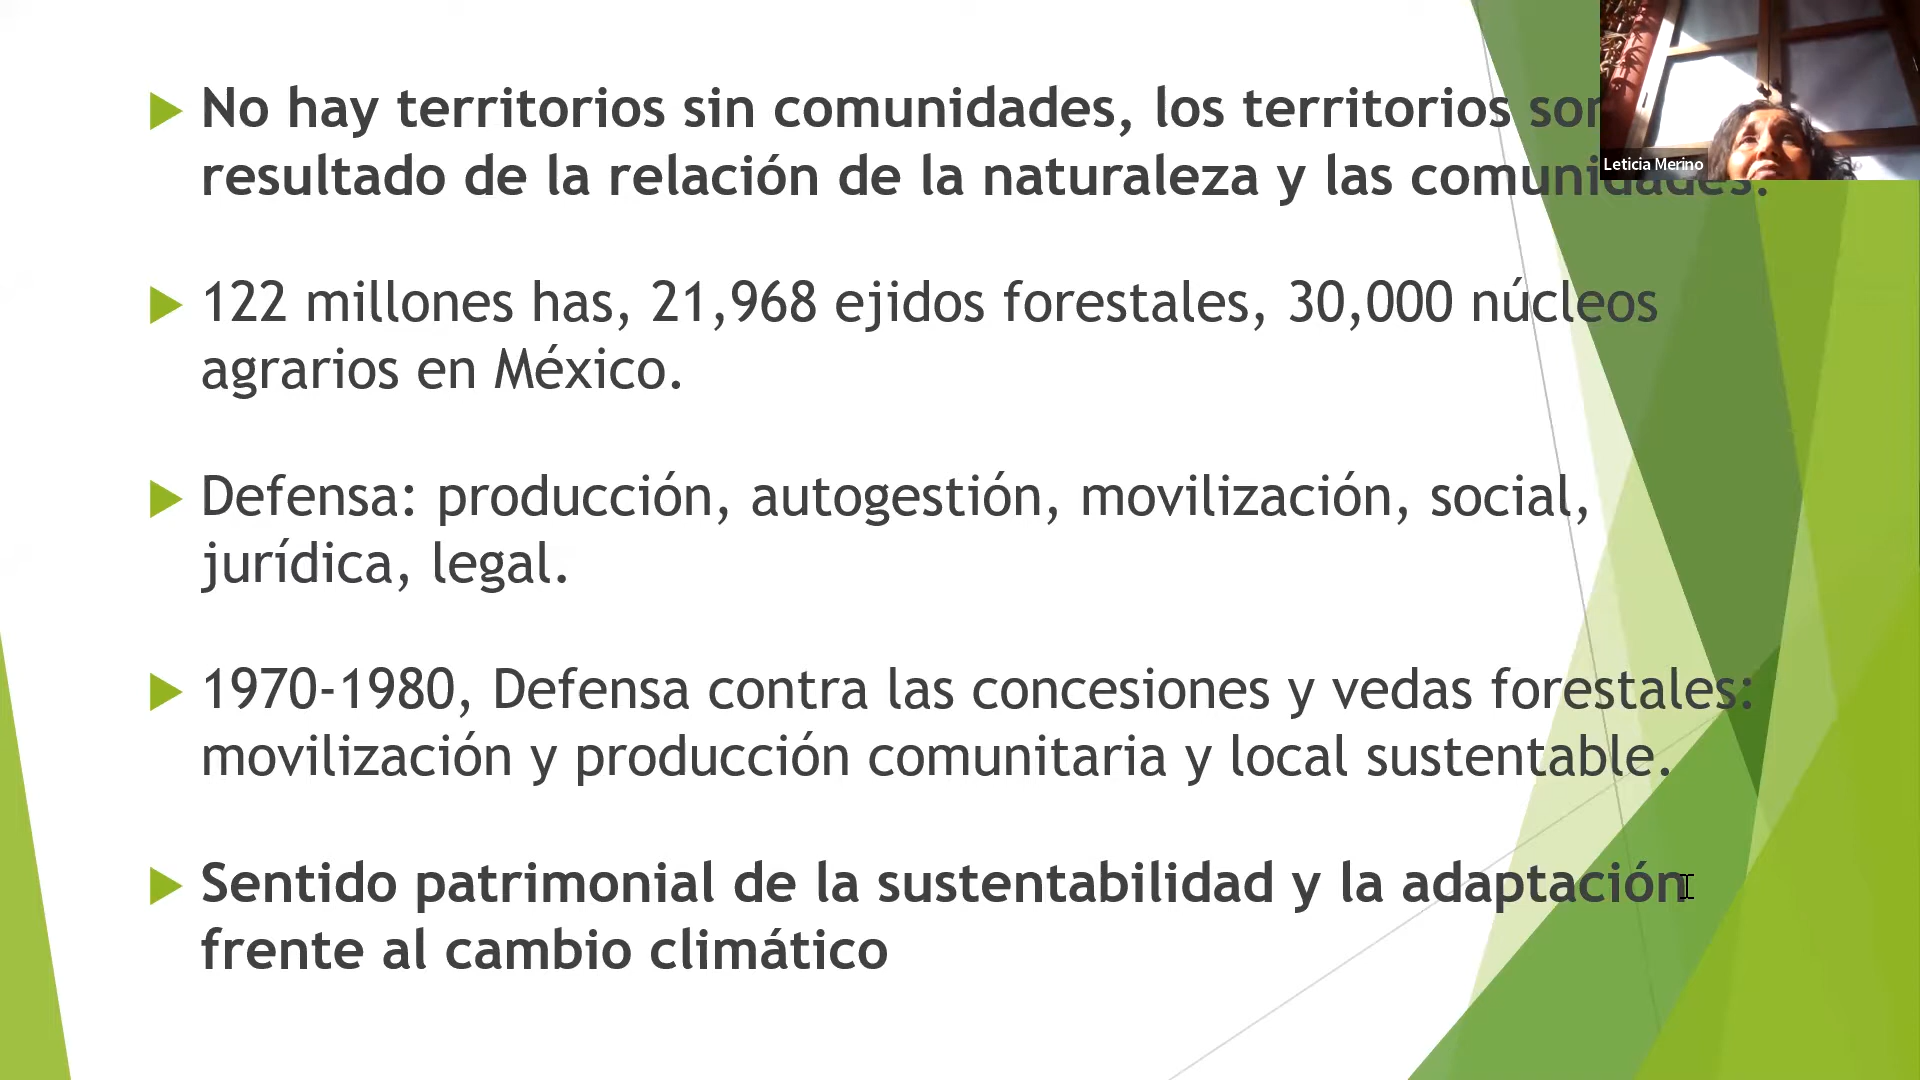 No hay territorios sin comunidades, los territorios son
resultado de la relación de la naturaleza y las comunidades.
122 millones has, 21,968 ejidos forestales, 30,000 núcleos
agrarios en México.
Defensa: producción, autogestión, movilización, social,
jurídica, legal.
1970-1980, Defensa contra las concesiones y vedas forestales:
movilización y producción comunitaria y local sustentable.
Sentido patrimonial de la sustentabilidad y la adaptación
frente al cambio climático
Leticia Merino